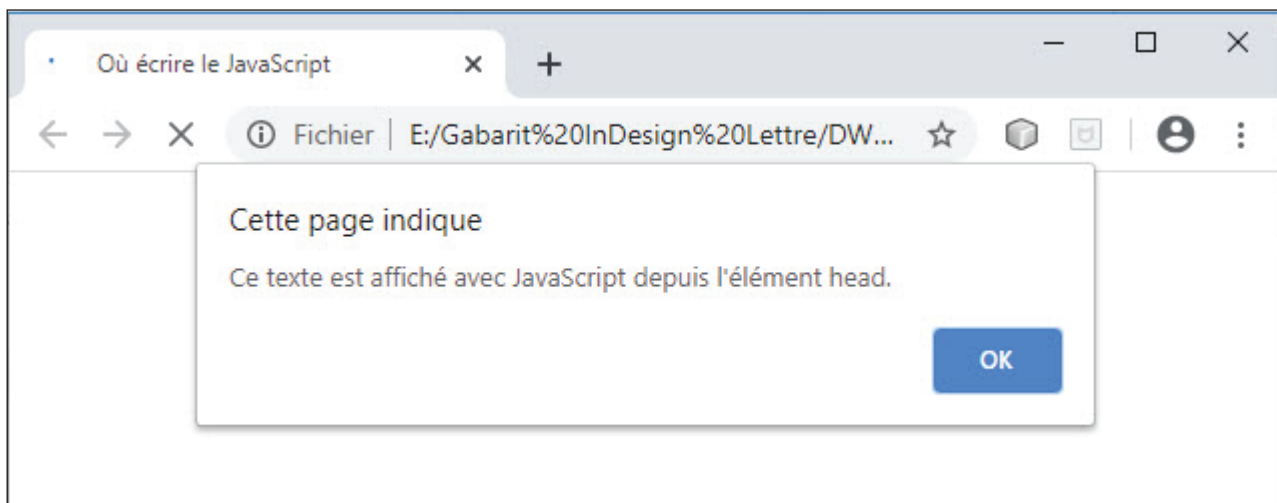 Où écrire le JavaScript
Fichier | E:/Gabarit%20InDesign%20Lettre/DW...
Cette page indique
Ce texte est affiché avec JavaScript depuis l'élément head.
OK